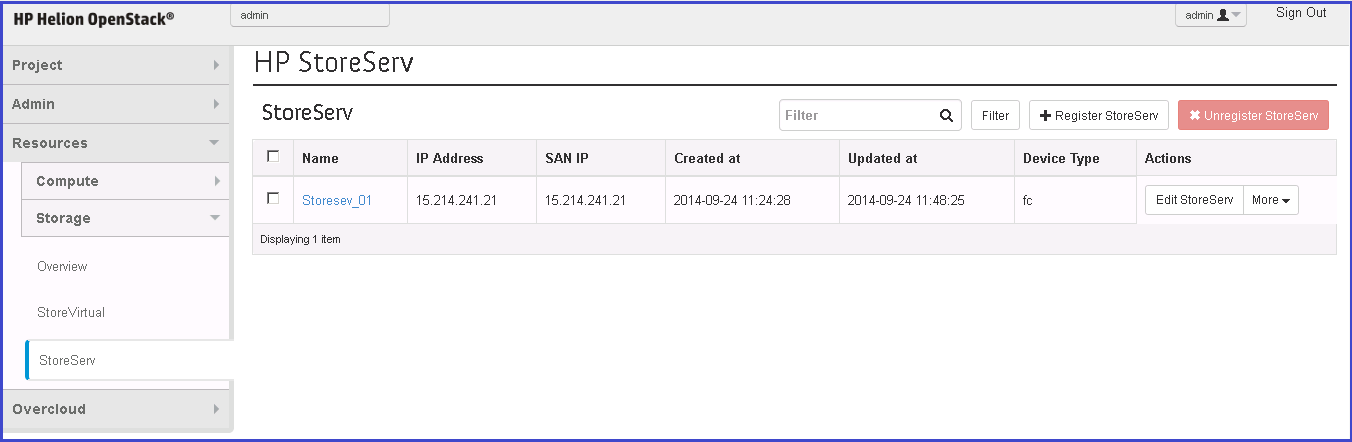 HP Helion OpenStack®
admin
admin
Sign Out
Project
Admin
Resources
Compute
Storage
Overview
StoreVirtual
StoreServ
Overcloud
HP StoreServ
StoreServ
Filter
Filter
Register StoreServ
Unregister StoreServ
Name IP Address SAN IP Created at Updated at Device Type Actions
Storesev_01 15.214.241.21 15.214.241.21 2014-09-24 11:24:28 2014-09-24 11:48:25 fc Edit StoreServ More
Displaying 1 item